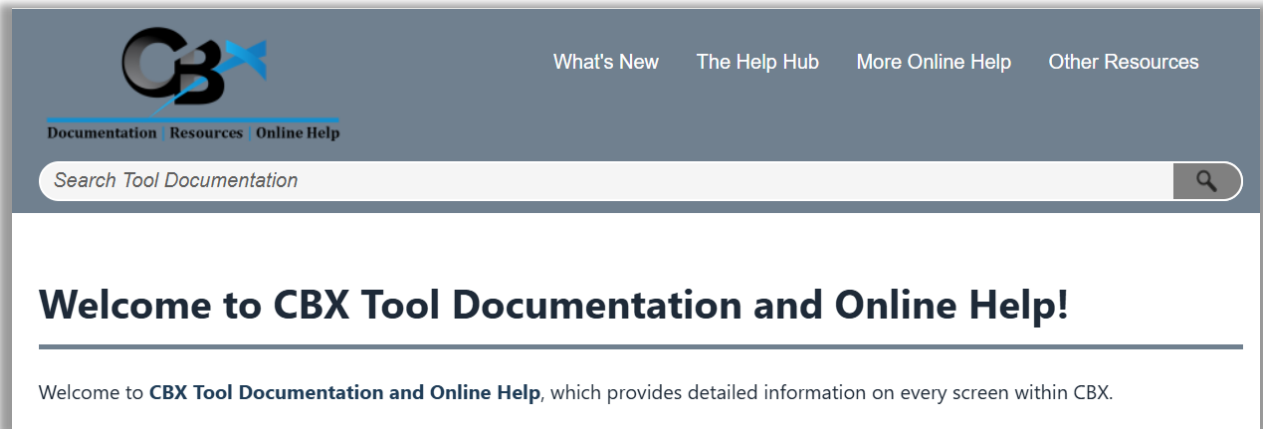 CBX
What's New The Help Hub More Online Help Other Resources
Documentation | Resources | Online Help
Search Tool Documentation
Welcome to CBX Tool Documentation and Online Help!
Welcome to CBX Tool Documentation and Online Help, which provides detailed information on every screen within CBX.